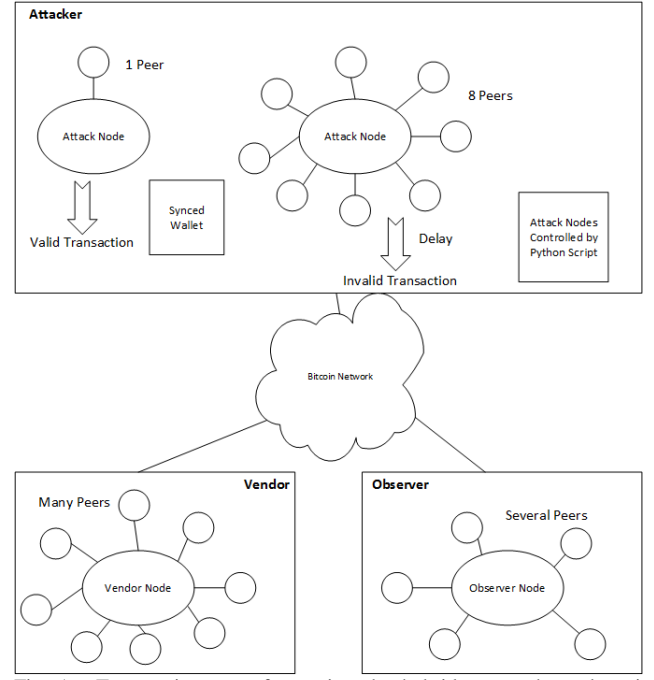 Attacker
1 Peer
8 Peers
Attack Node
Attack Node
Synced
Wallet
Attack Nodes
Controlled by
Python Script
Valid Transaction
Delay
Invalid Transaction
Bitcoin Network
Vendor
Many Peers
Vendor Node
Observer
Several Peers
Observer Node